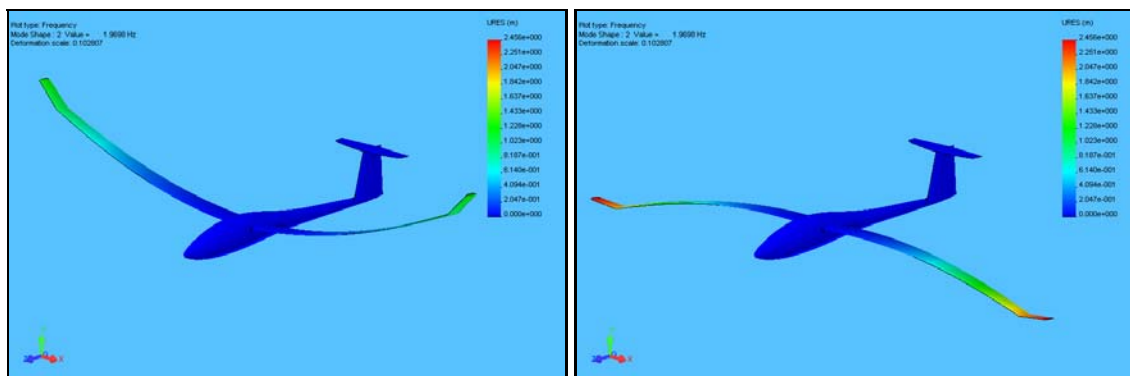 Plot type: Frequency
Mode Shape : 2 Value = 1.9698 Hz
Deformation scale: 0.102807
URES (m)
2.456e+000
2.251e+000
2.047e+000
1.842e+000
1.637e+000
1.433e+000
1.228e+000
1.023e+000
8.187e-001
6.140e-001
4.094e-001
2.047e-001
0.000e+000
X
Plot type: Frequency
Mode Shape : 2 Value = 1.9698 Hz
Deformation scale: 0.102807
URES (m)
2.456e+000
2.251e+000
2.047e+000
1.842e+000
1.637e+000
1.433e+000
1.228e+000
1.023e+000
8.187e-001
6.140e-001
4.094e-001
2.047e-001
0.000e+000
X